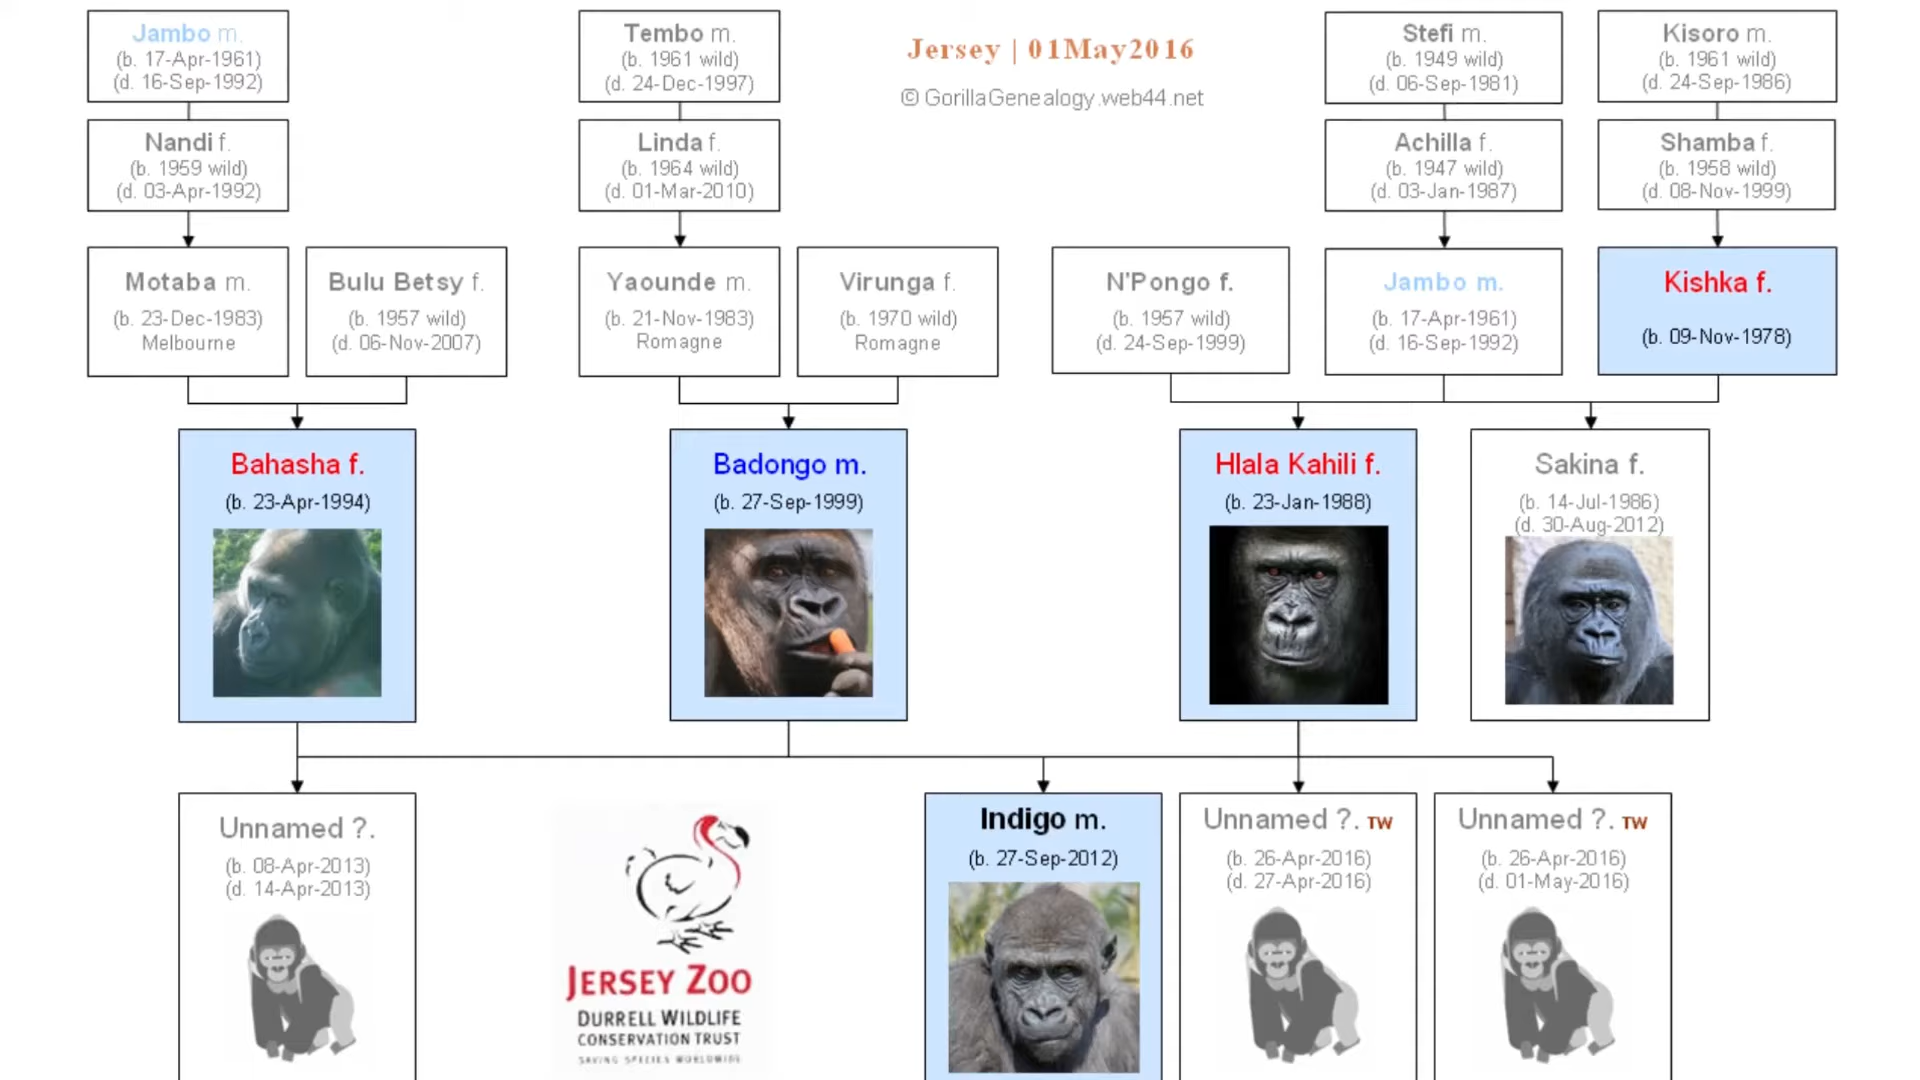 Jambo m.
(b. 17-Apr-1961)
(d. 16-Sep-1992)
Tembo m.
(b. 1961 wild)
(d. 24-Dec-1997)
Jersey | 01May2016
© GorillaGenealogy.web44.net
Stefi m.
(b. 1949 wild)
(d. 06-Sep-1981)
Kisoro m.
(b. 1961 wild)
(d. 24-Sep-1986)
Nandi f.
(b. 1959 wild)
(d. 03-Apr-1992)
Linda f.
(b. 1964 wild)
(d. 01-Mar-2010)
Achilla f.
(b. 1947 wild)
(d. 03-Jan-1987)
Shamba f.
(b. 1958 wild)
(d. 08-Nov-1999)
Motaba m.
(b. 23-Dec-1983)
Melbourne
Bulu Betsy f.
(b. 1957 wild)
(d. 06-Nov-2007)
Yaounde m.
(b. 21-Nov-1983)
Romagne
Virunga f.
(b. 1970 wild)
Romagne
N'Pongo f.
(b. 1957 wild)
(d. 24-Sep-1999)
Jambo m.
(b. 17-Apr-1961)
(d. 16-Sep-1992)
Kishka f.
(b. 09-Nov-1978)
Bahasha f.
(b. 23-Apr-1994)
Badongo m.
(b. 27-Sep-1999)
Hlala Kahili f.
(b. 23-Jan-1988)
Sakina f.
(b. 14-Jul-1986)
(d. 30-Aug-2012)
Unnamed ?.
(b. 08-Apr-2013)
(d. 14-Apr-2013)
JERSEY ZOO
DURRELL WILDLIFE
CONSERVATION TRUST
SAVING SPECIES WORLDWIDE
Indigo m.
(b. 27-Sep-2012)
Unnamed ?. TW
(b. 26-Apr-2016)
(d. 27-Apr-2016)
Unnamed ?. TW
(b. 26-Apr-2016)
(d. 01-May-2016)